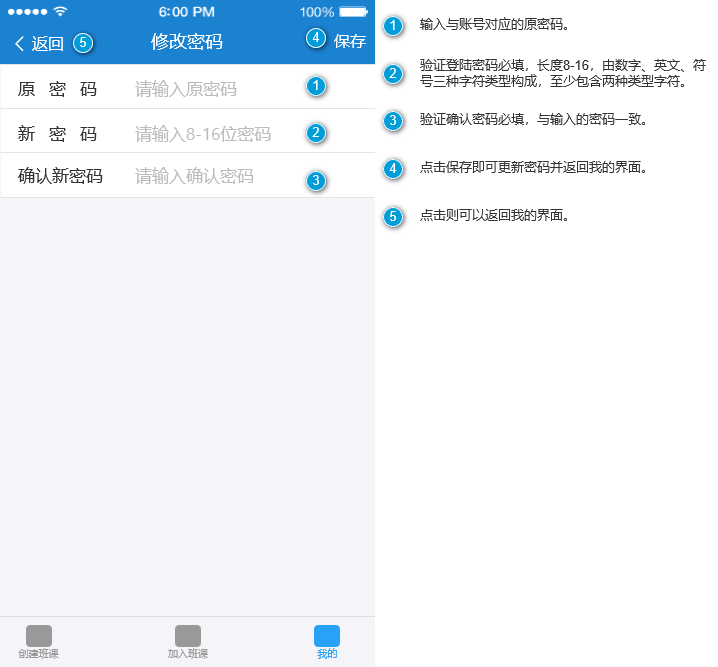 6:00 PM 100%
返回 5 修改密码 4 保存
原 密 码 请输入原密码 1
新 密 码 请输入8-16位密码 2
确认新密码 请输入确认密码 3
创建班课 加入班课 我的
1 输入与账号对应的原密码。
2 验证登陆密码必填，长度8-16，由数字、英文、符
号三种字符类型构成，至少包含两种类型字符。
3 验证确认密码必填，与输入的密码一致。
4 点击保存即可更新密码并返回我的界面。
5 点击则可以返回我的界面。